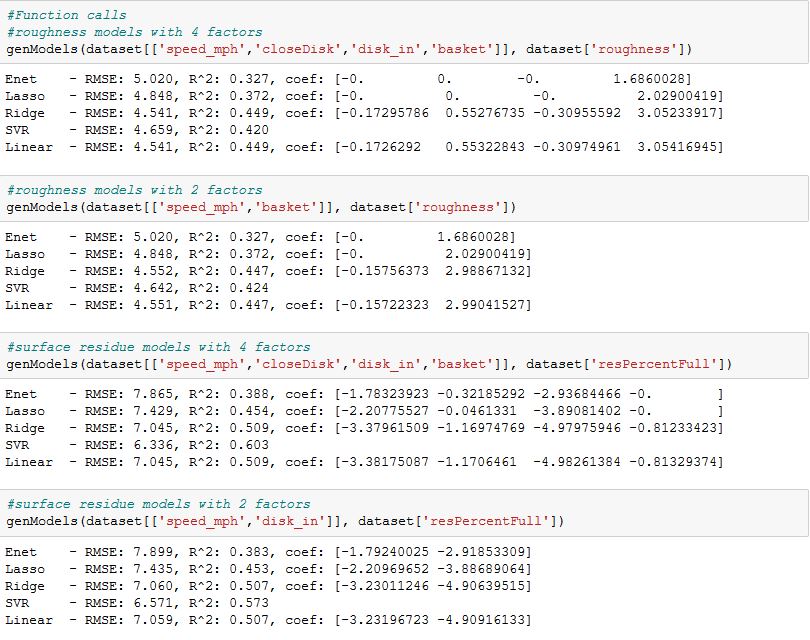 #Function calls
#roughness models with 4 factors
genModels(dataset[['speed_mph','closeDisk','disk_in','basket']], dataset['roughness'])
Enet    - RMSE: 5.020, R^2: 0.327, coef: [-0.         0.         -0.          1.6860028]
Lasso   - RMSE: 4.848, R^2: 0.372, coef: [-0.          0.         -0.          2.02900419]
Ridge   - RMSE: 4.541, R^2: 0.449, coef: [-0.17295786  0.55276735 -0.30955592  3.05233917]
SVR     - RMSE: 4.659, R^2: 0.420
Linear  - RMSE: 4.541, R^2: 0.449, coef: [-0.1726292   0.55322843 -0.30974961  3.05416945]
#roughness models with 2 factors
genModels(dataset[['speed_mph','basket']], dataset['roughness'])
Enet    - RMSE: 5.020, R^2: 0.327, coef: [-0.         1.6860028]
Lasso   - RMSE: 4.848, R^2: 0.372, coef: [-0.          2.02900419]
Ridge   - RMSE: 4.552, R^2: 0.447, coef: [-0.15756373  2.98867132]
SVR     - RMSE: 4.642, R^2: 0.424
Linear  - RMSE: 4.551, R^2: 0.447, coef: [-0.15722323  2.99041527]
#surface residue models with 4 factors
genModels(dataset[['speed_mph','closeDisk','disk_in','basket']], dataset['resPercentFull'])
Enet    - RMSE: 7.865, R^2: 0.388, coef: [-1.78323923 -0.32185292 -2.93684466 -0.        ]
Lasso   - RMSE: 7.429, R^2: 0.454, coef: [-2.20775527 -0.0461331  -3.89081402 -0.        ]
Ridge   - RMSE: 7.045, R^2: 0.509, coef: [-3.37961509 -1.16974769 -4.97975946 -0.81233423]
SVR     - RMSE: 6.336, R^2: 0.603
Linear  - RMSE: 7.045, R^2: 0.509, coef: [-3.38175087 -1.1706461  -4.98261384 -0.81329374]
#surface residue models with 2 factors
genModels(dataset[['speed_mph','disk_in']], dataset['resPercentFull'])
Enet    - RMSE: 7.899, R^2: 0.383, coef: [-1.79240025 -2.91853309]
Lasso   - RMSE: 7.435, R^2: 0.453, coef: [-2.20969652 -3.88689064]
Ridge   - RMSE: 7.060, R^2: 0.507, coef: [-3.23011246 -4.90639515]
SVR     - RMSE: 6.571, R^2: 0.573
Linear  - RMSE: 7.059, R^2: 0.507, coef: [-3.23196723 -4.90916133]